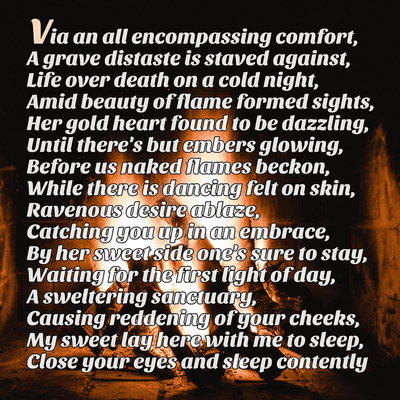 Via an all encompassing comfort,
A grave distaste is staved against,
Life over death on a cold night,
Amid beauty of flame formed sights,
Her gold heart found to be dazzling,
Until there's but embers glowing,
Before us naked flames beckon,
While there is dancing felt on skin,
Ravenous desire ablaze,
Catching you up in an embrace,
By her sweet side one's sure to stay,
Waiting for the first light of day,
A sweltering sanctuary,
Causing reddening of your cheeks,
My sweet lay here with me to sleep,
Close your eyes and sleep contently